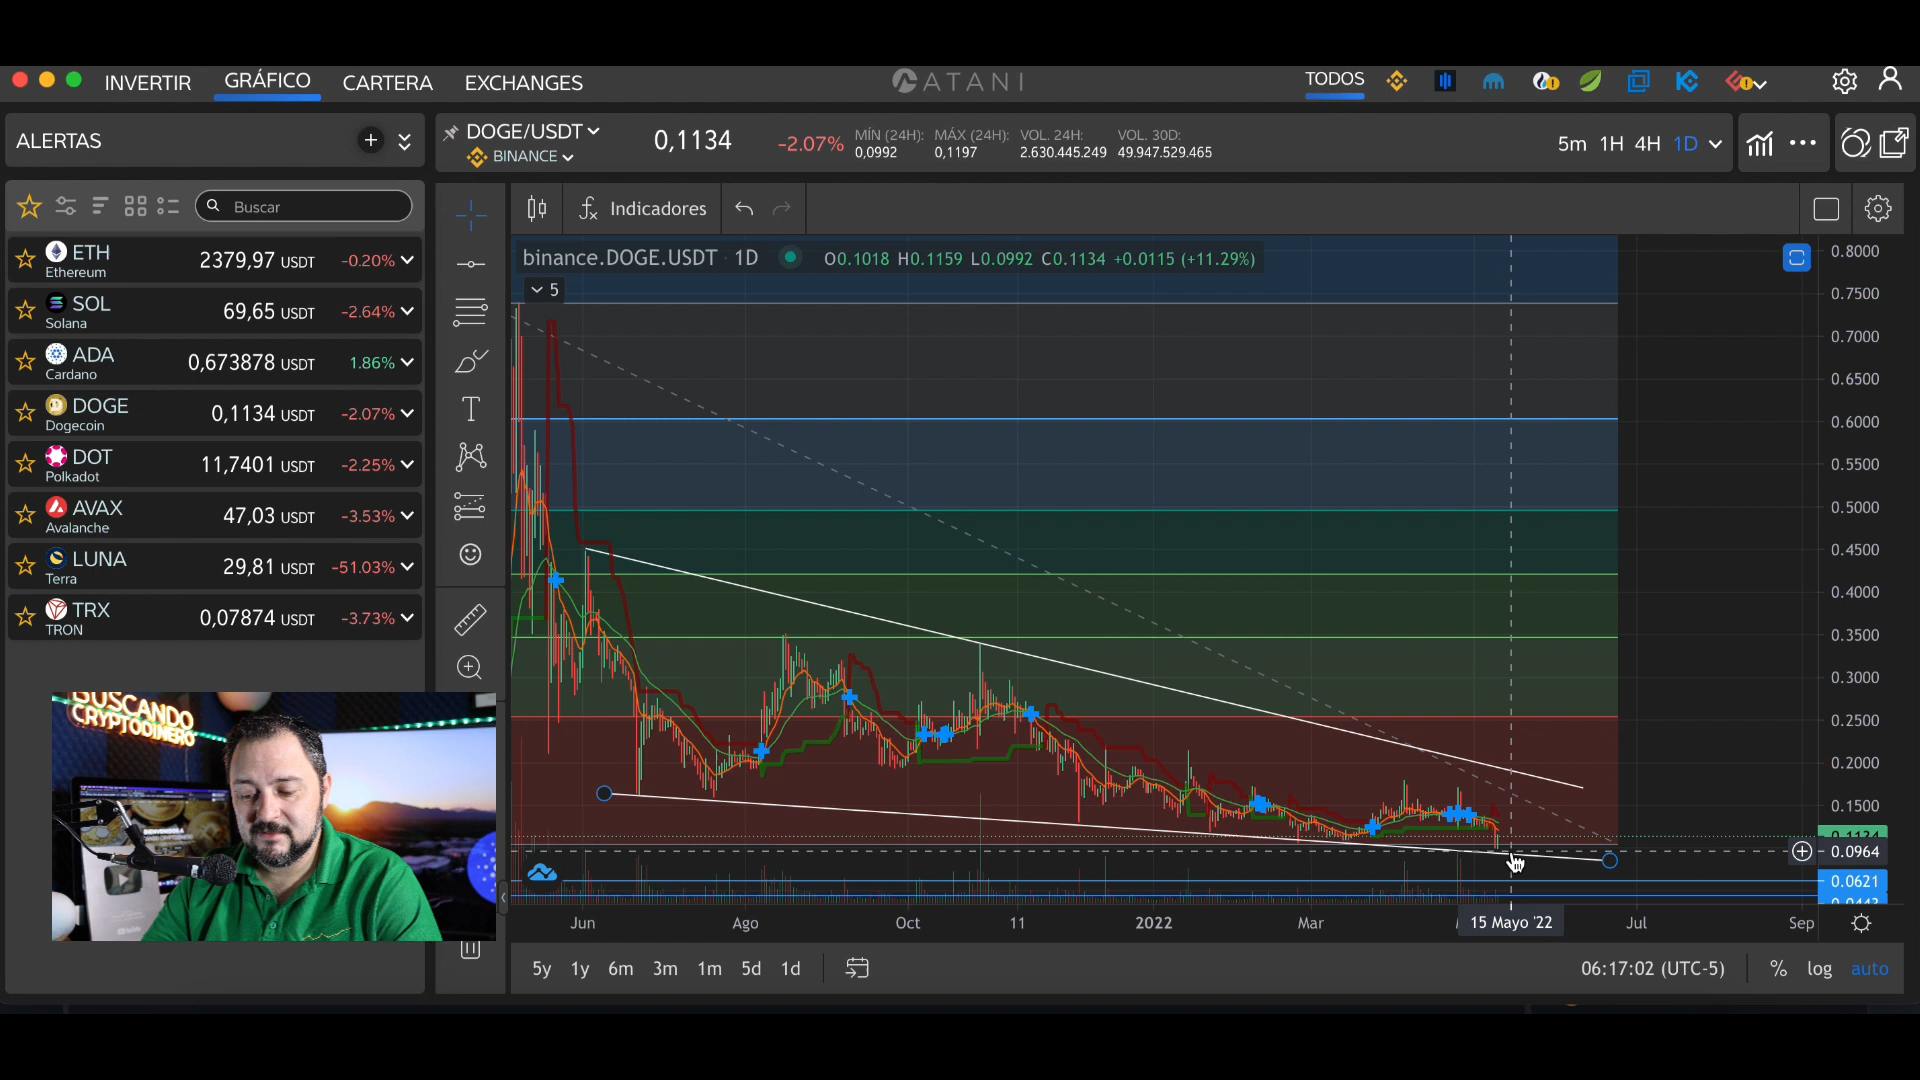 INVERTIR GRÁFICO CARTERA EXCHANGES ATANI TODOS
ALERTAS
DOGE/USDT
BINANCE
0,1134
-2.07%
MÍN (24H): MÁX (24H): VOL. 24H: VOL. 30D:
0,0992 0,1197 2.630.445.249 49.947.529.465
5m 1H 4H 1D
Buscar
Indicadores
ETH 2379,97 USDT -0.20%
Ethereum
SOL 69,65 USDT -2.64%
Solana
ADA 0,673878 USDT 1.86%
Cardano
DOGE 0,1134 USDT -2.07%
Dogecoin
DOT 11,7401 USDT -2.25%
Polkadot
AVAX 47,03 USDT -3.53%
Avalanche
LUNA 29,81 USDT -51.03%
Terra
TRX 0,07874 USDT -3.73%
TRON
BUSCANDO
CRYPTODINERO
binance.DOGE.USDT · 1D O0.1018 H0.1159 L0.0992 C0.1134 +0.0115 (+11.29%)
5
0.8000
0.7500
0.7000
0.6500
0.6000
0.5500
0.5000
0.4500
0.4000
0.3500
0.3000
0.2500
0.2000
0.1500
0.1134
0.0964
0.0621
Jun Ago Oct 11 2022 Mar 15 Mayo '22 Jul Sep
5y 1y 6m 3m 1m 5d 1d
06:17:02 (UTC-5) % log auto